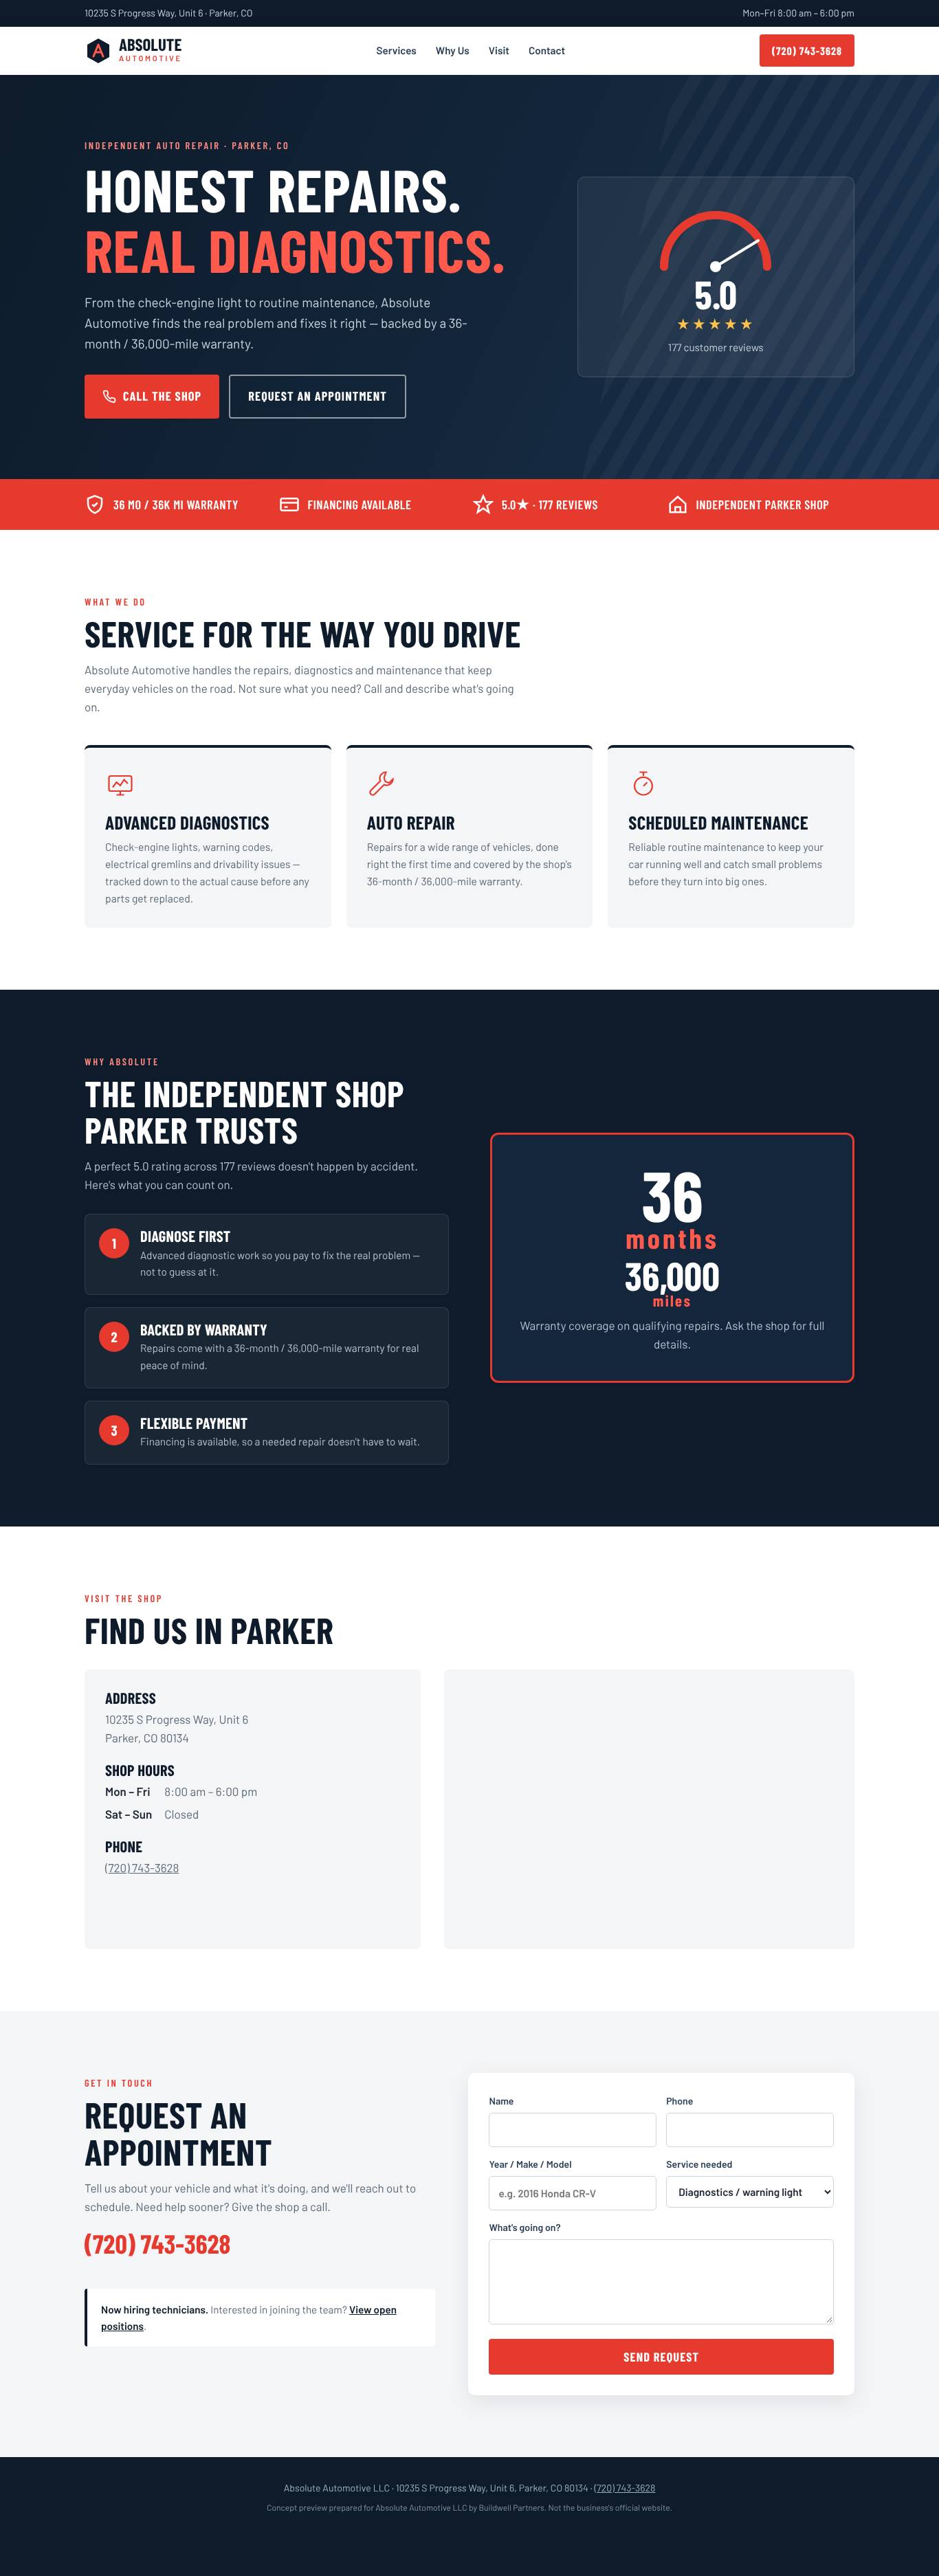 10235 S Progress Way, Unit 6 · Parker, CO
Mon–Fri 8:00 am – 6:00 pm
ABSOLUTE
AUTOMOTIVE
Services
Why Us
Visit
Contact
(720) 743-3628
INDEPENDENT AUTO REPAIR · PARKER, CO
HONEST REPAIRS.
REAL DIAGNOSTICS.
From the check-engine light to routine maintenance, Absolute
Automotive finds the real problem and fixes it right — backed by a 36-
month / 36,000-mile warranty.
CALL THE SHOP
REQUEST AN APPOINTMENT
5.0
★★★★★
177 customer reviews
36 MO / 36K MI WARRANTY
FINANCING AVAILABLE
5.0★ · 177 REVIEWS
INDEPENDENT PARKER SHOP
WHAT WE DO
SERVICE FOR THE WAY YOU DRIVE
Absolute Automotive handles the repairs, diagnostics and maintenance that keep
everyday vehicles on the road. Not sure what you need? Call and describe what's going
on.
ADVANCED DIAGNOSTICS
Check-engine lights, warning codes,
electrical gremlins and drivability issues —
tracked down to the actual cause before any
parts get replaced.
AUTO REPAIR
Repairs for a wide range of vehicles, done
right the first time and covered by the shop's
36-month / 36,000-mile warranty.
SCHEDULED MAINTENANCE
Reliable routine maintenance to keep your
car running well and catch small problems
before they turn into big ones.
WHY ABSOLUTE
THE INDEPENDENT SHOP
PARKER TRUSTS
A perfect 5.0 rating across 177 reviews doesn't happen by accident.
Here's what you can count on.
1
DIAGNOSE FIRST
Advanced diagnostic work so you pay to fix the real problem —
not to guess at it.
2
BACKED BY WARRANTY
Repairs come with a 36-month / 36,000-mile warranty for real
peace of mind.
3
FLEXIBLE PAYMENT
Financing is available, so a needed repair doesn't have to wait.
36
months
36,000
miles
Warranty coverage on qualifying repairs. Ask the shop for full
details.
VISIT THE SHOP
FIND US IN PARKER
ADDRESS
10235 S Progress Way, Unit 6
Parker, CO 80134
SHOP HOURS
Mon – Fri 8:00 am – 6:00 pm
Sat – Sun Closed
PHONE
(720) 743-3628
GET IN TOUCH
REQUEST AN
APPOINTMENT
Tell us about your vehicle and what it's doing, and we'll reach out to
schedule. Need help sooner? Give the shop a call.
(720) 743-3628
Now hiring technicians. Interested in joining the team? View open
positions.
Name
Phone
Year / Make / Model
Service needed
e.g. 2016 Honda CR-V
Diagnostics / warning light
What's going on?
SEND REQUEST
Absolute Automotive LLC · 10235 S Progress Way, Unit 6, Parker, CO 80134 · (720) 743-3628
Concept preview prepared for Absolute Automotive LLC by Buildwell Partners. Not the business's official website.